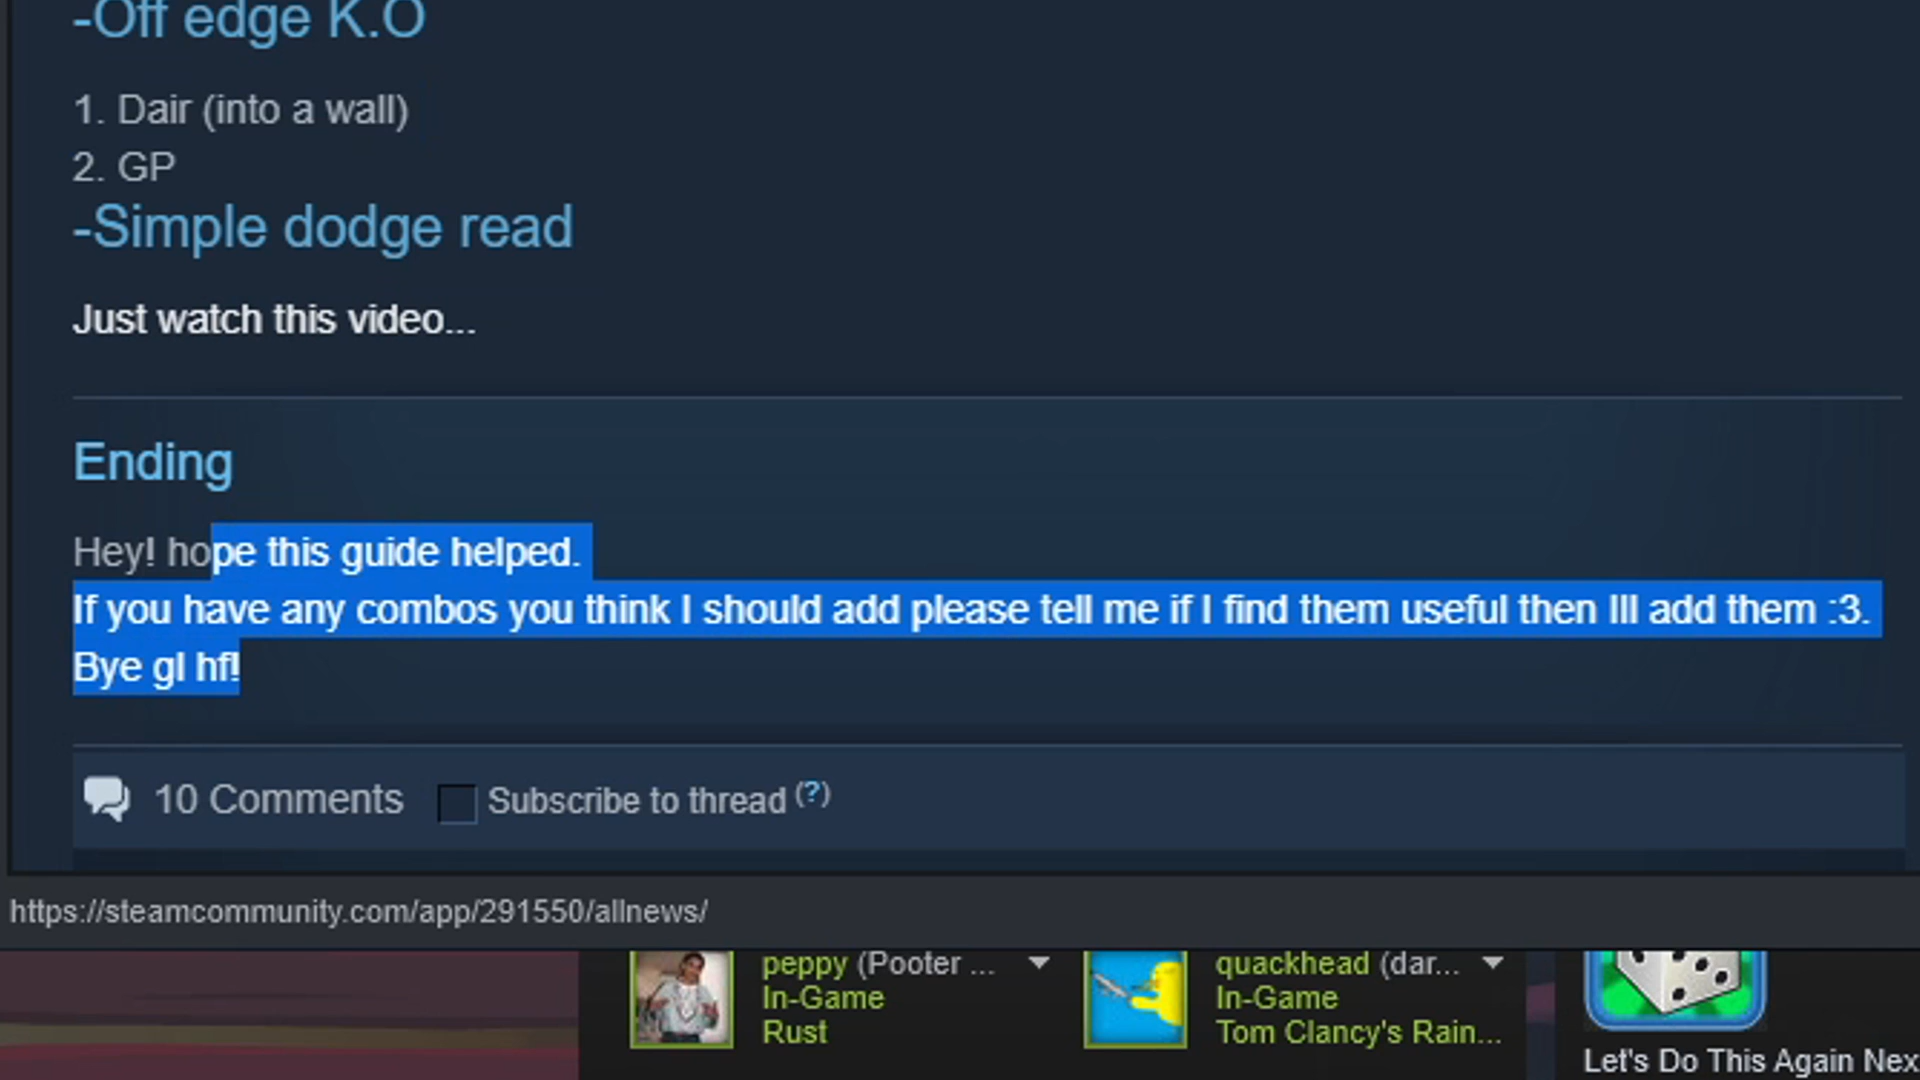 -Off edge K.O
1. Dair (into a wall)
2. GP
-Simple dodge read
Just watch this video...
Ending
Hey! hope this guide helped.
If you have any combos you think I should add please tell me if I find them useful then Ill add them :3.
Bye gl hf!
10 Comments Subscribe to thread (?)
https://steamcommunity.com/app/291550/allnews/
peppy (Pooter ...
In-Game
Rust
quackhead (dar...
In-Game
Tom Clancy's Rain...
Let's Do This Again Nex